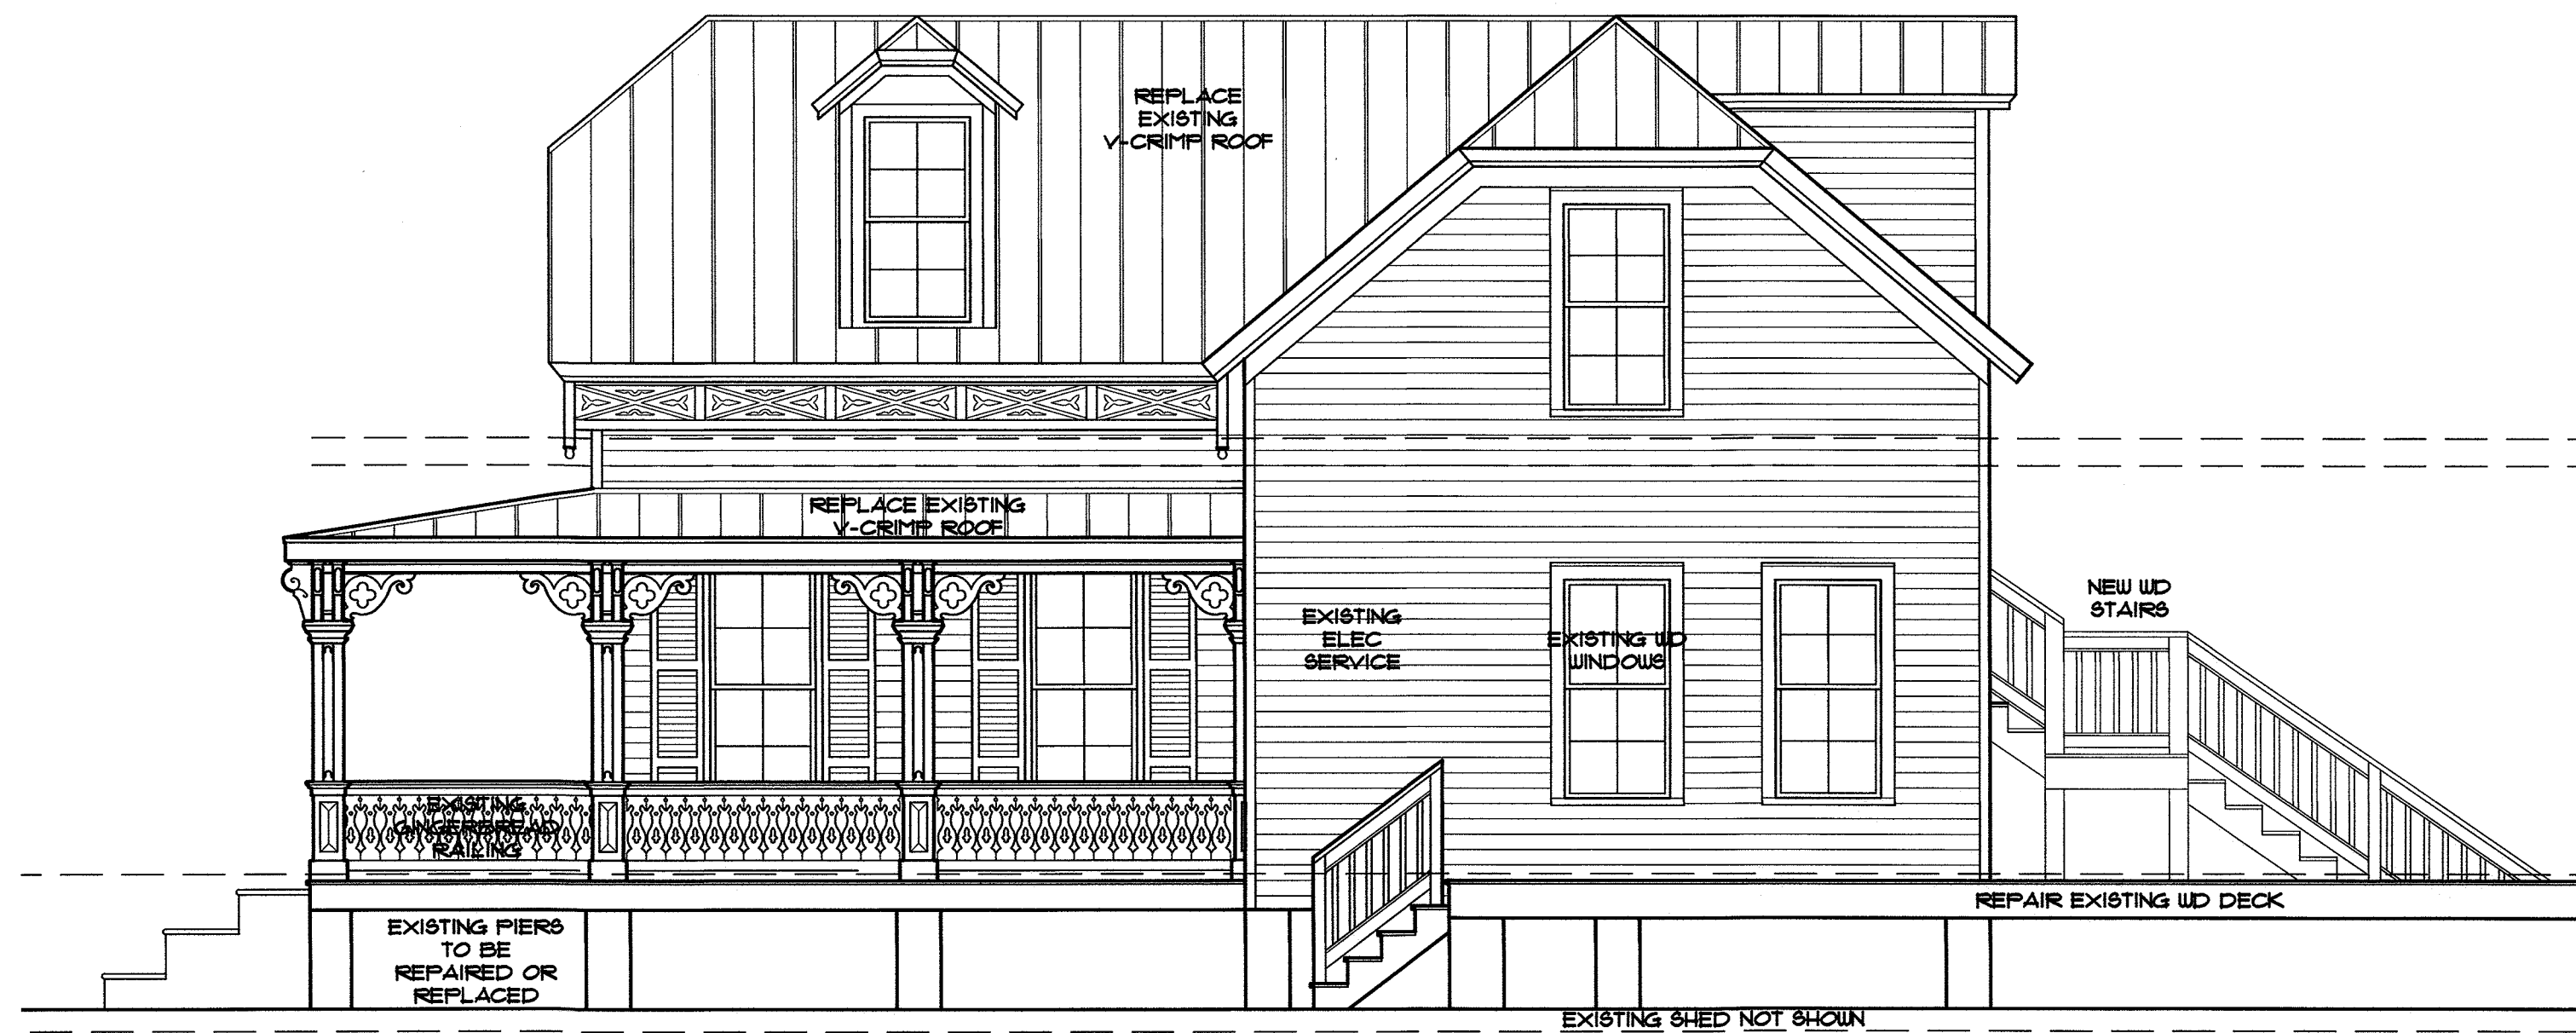 REPLACE
EXISTING
V-CRIMP ROOF
REPLACE EXISTING
V-CRIMP ROOF
NEW WD
STAIRS
EXISTING
ELEC
SERVICE
EXISTING WD
WINDOWS
EXISTING
GINGERBREAD
RAILING
REPAIR EXISTING WD DECK
EXISTING PIERS
TO BE
REPAIRED OR
REPLACED
EXISTING SHED NOT SHOWN